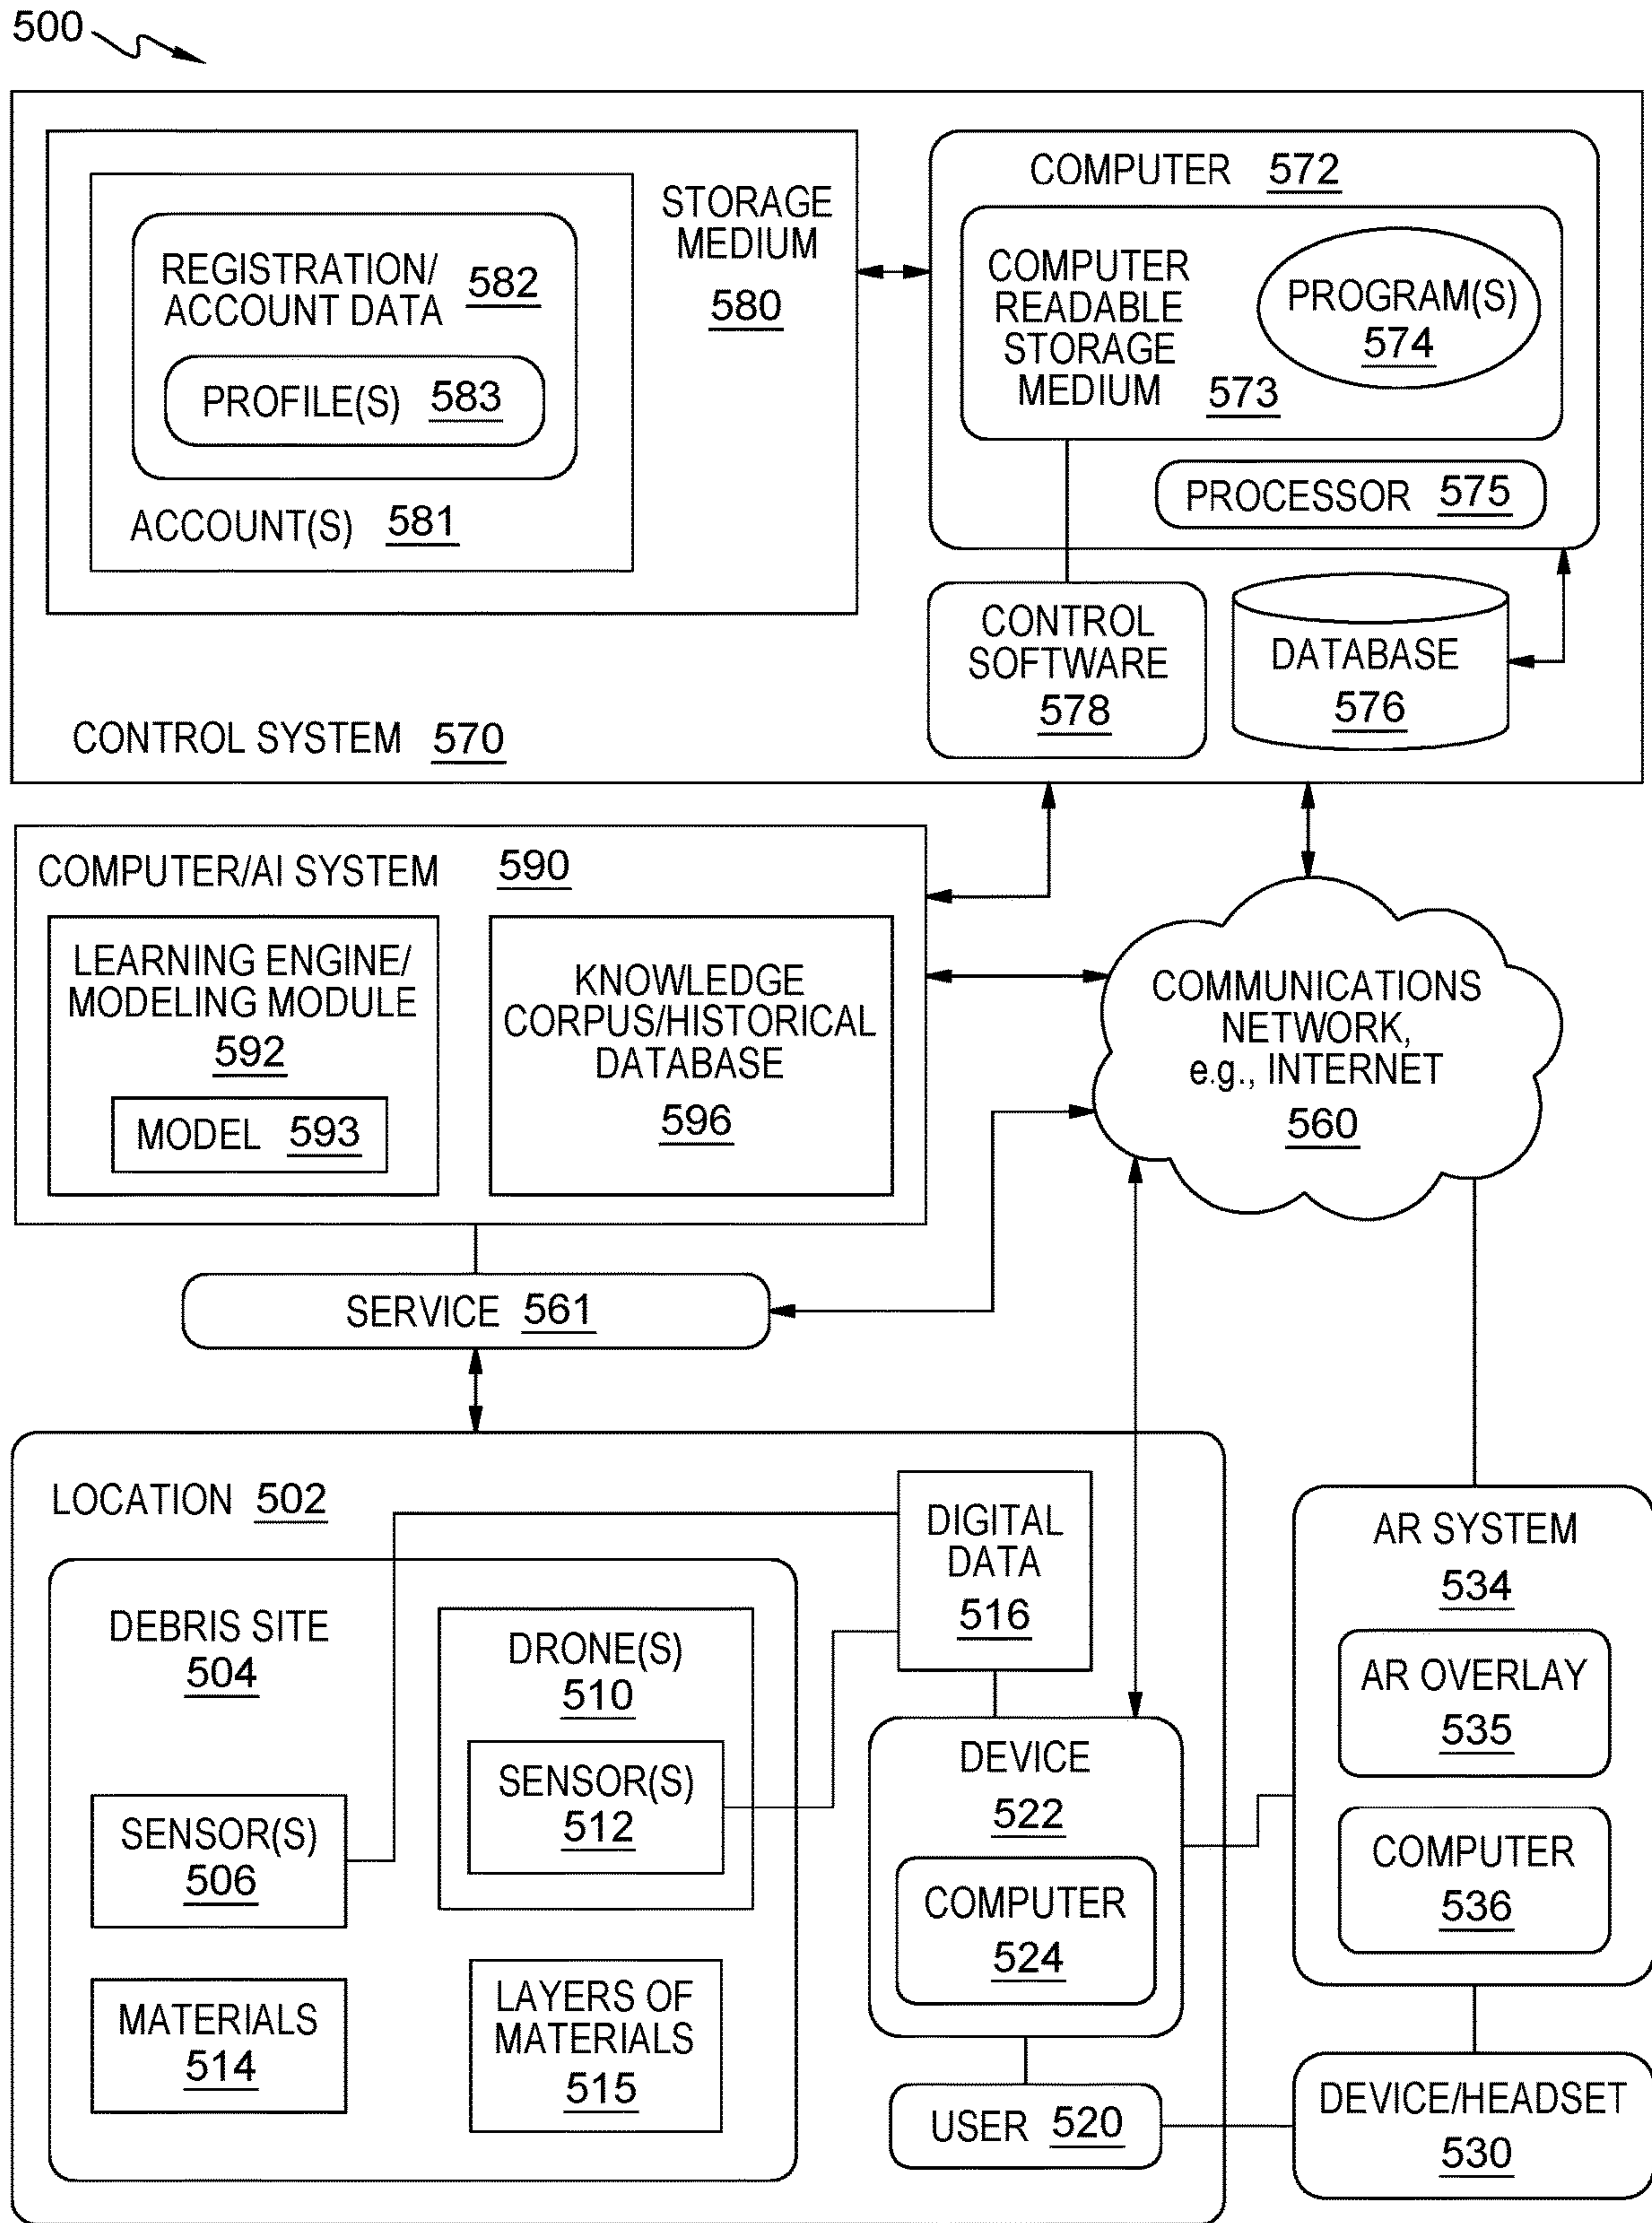 500
COMPUTER 572
STORAGE
MEDIUM
580
REGISTRATION/
ACCOUNT DATA 582
PROFILE(S) 583
ACCOUNT(S) 581
COMPUTER
READABLE
STORAGE
MEDIUM 573
PROGRAM(S)
574
PROCESSOR 575
CONTROL
SOFTWARE
578
DATABASE
576
CONTROL SYSTEM 570
COMPUTER/AI SYSTEM 590
LEARNING ENGINE/
MODELING MODULE
592
MODEL 593
KNOWLEDGE
CORPUS/HISTORICAL
DATABASE
596
COMMUNICATIONS
NETWORK,
e.g., INTERNET
560
SERVICE 561
LOCATION 502
DEBRIS SITE
504
DRONE(S)
510
SENSOR(S)
512
SENSOR(S)
506
MATERIALS
514
LAYERS OF
MATERIALS
515
DIGITAL
DATA
516
DEVICE
522
COMPUTER
524
USER 520
AR SYSTEM
534
AR OVERLAY
535
COMPUTER
536
DEVICE/HEADSET
530